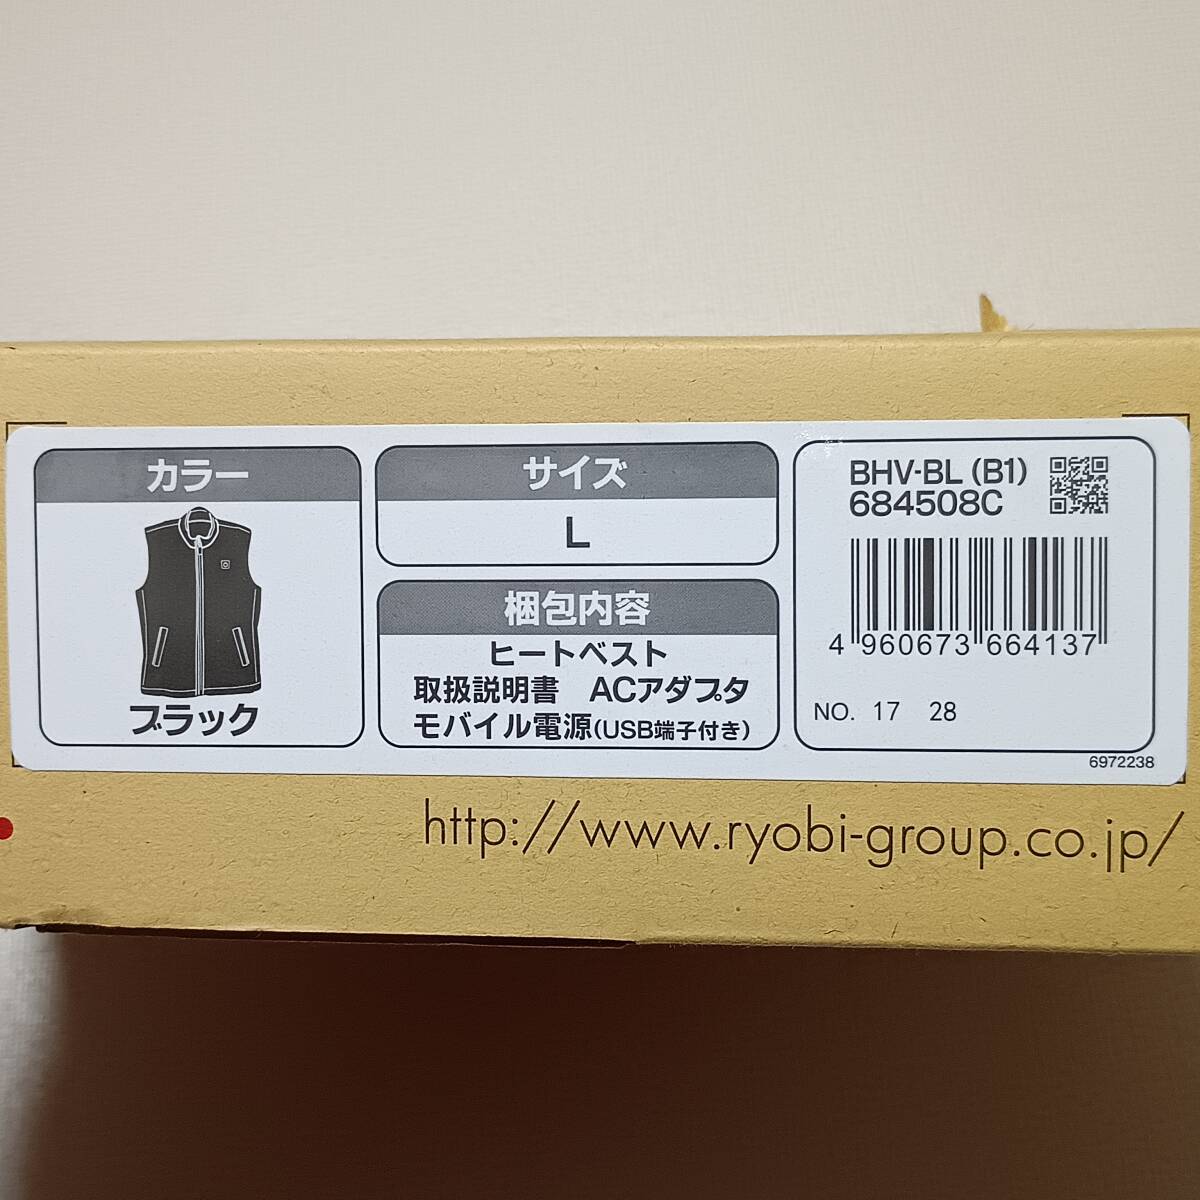 カラー
ブラック
サイズ
L
梱包内容
ヒートベスト
取扱説明書 ACアダプタ
モバイル電源(USB端子付き)
BHV-BL (B1)
684508C
4 960673 664137
NO. 17 28
6972238
http://www.ryobi-group.co.jp/